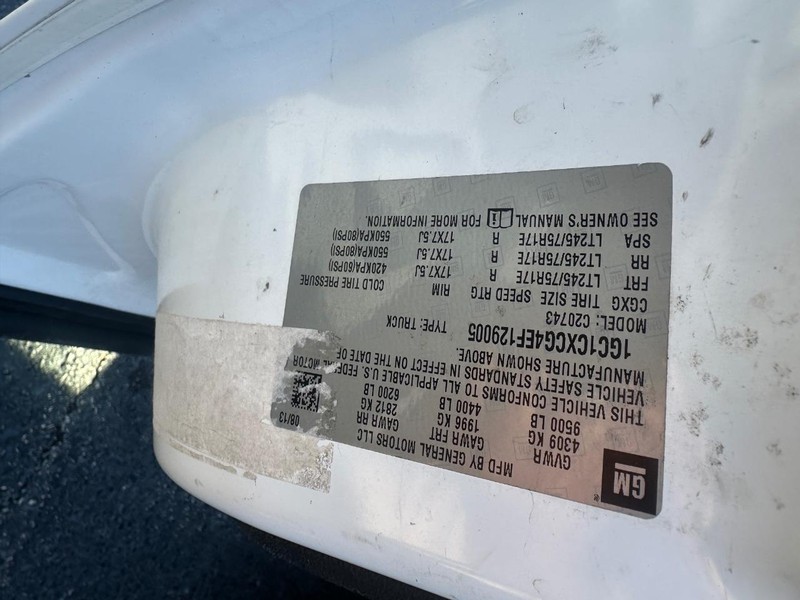 GM
MFD BY GENERAL MOTORS LLC
08/13
GVWR GAWR FRT GAWR RR
4309 KG 1996 KG 2812 KG
9500 LB 4400 LB 6200 LB
THIS VEHICLE CONFORMS TO ALL APPLICABLE U.S. FEDERAL MOTOR
VEHICLE SAFETY STANDARDS IN EFFECT ON THE DATE OF
MANUFACTURE SHOWN ABOVE.
1GC1CXCG4EF129005 TYPE: TRUCK
MODEL: C20743
CGXG TIRE SIZE SPEED RTG RIM COLD TIRE PRESSURE
FRT LT245/75R17E R 17X7.5J 420KPA(60PSI)
RR LT245/75R17E R 17X7.5J 550KPA(80PSI)
SPA LT245/75R17E R 17X7.5J 550KPA(80PSI)
SEE OWNER'S MANUAL FOR MORE INFORMATION.